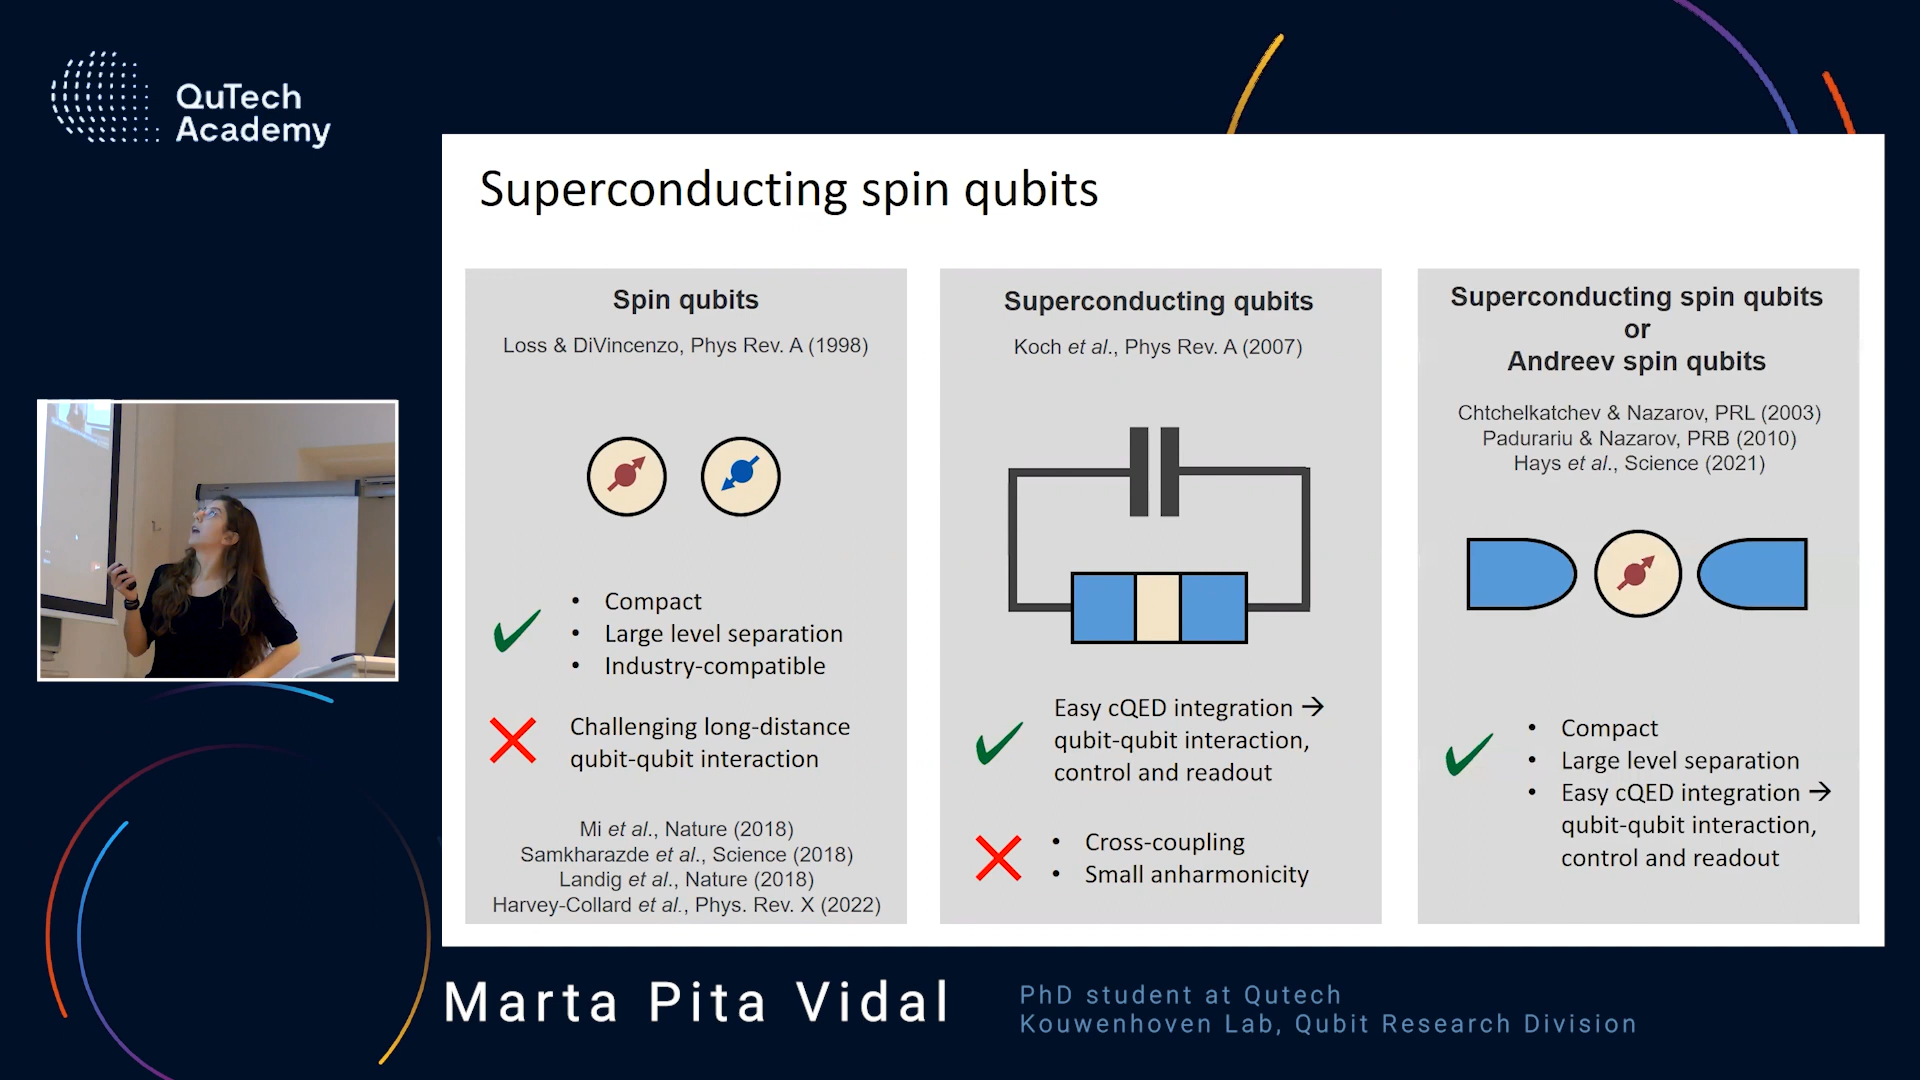 QuTech
Academy
Superconducting spin qubits
Spin qubits
Loss & DiVincenzo, Phys Rev. A (1998)
• Compact
• Large level separation
• Industry-compatible
Challenging long-distance
qubit-qubit interaction
Mi et al., Nature (2018)
Samkharazde et al., Science (2018)
Landig et al., Nature (2018)
Harvey-Collard et al., Phys. Rev. X (2022)
Superconducting qubits
Koch et al., Phys Rev. A (2007)
Easy cQED integration →
qubit-qubit interaction,
control and readout
• Cross-coupling
• Small anharmonicity
Superconducting spin qubits
or
Andreev spin qubits
Chtchelkatchev & Nazarov, PRL (2003)
Padurariu & Nazarov, PRB (2010)
Hays et al., Science (2021)
• Compact
• Large level separation
• Easy cQED integration →
qubit-qubit interaction,
control and readout
Marta Pita Vidal
PhD student at Qutech
Kouwenhoven Lab, Qubit Research Division